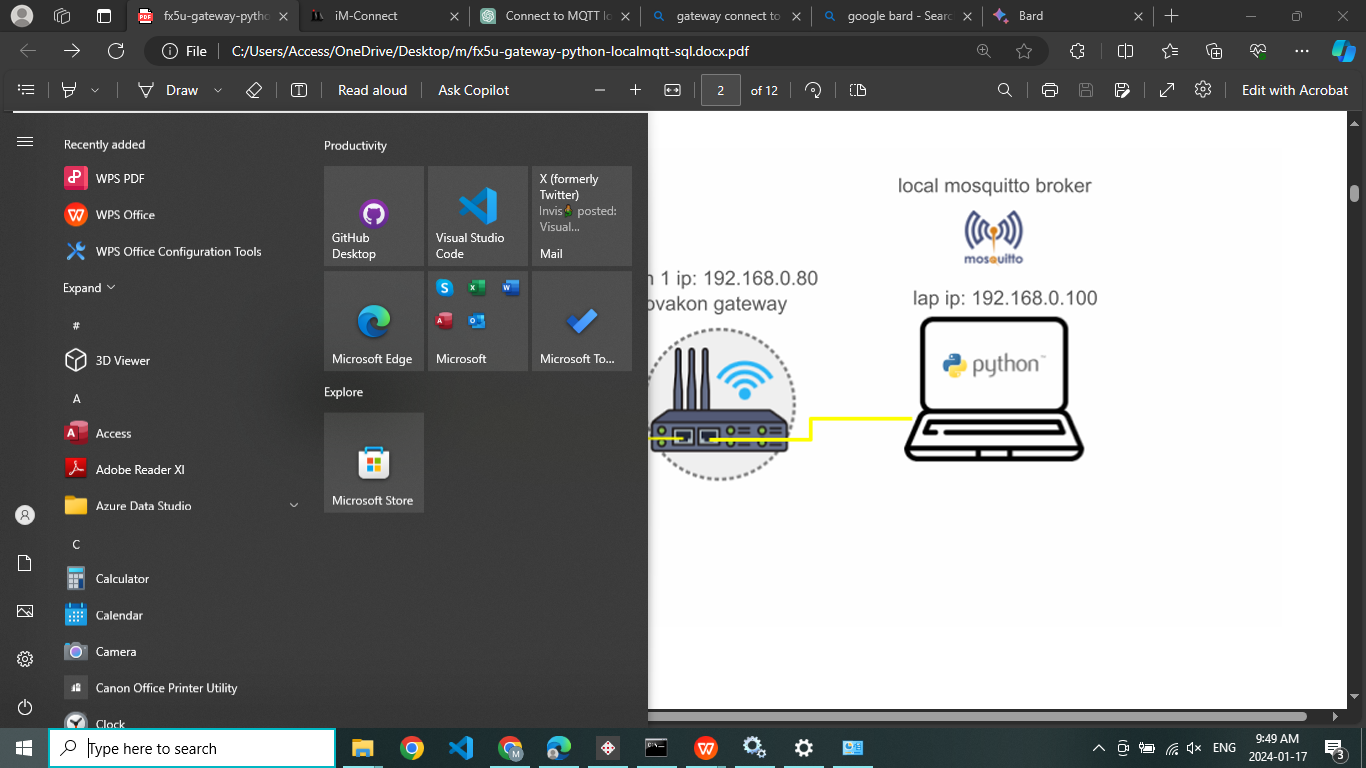 fx5u-gateway-pyth
iM-Connect
Connect to MQTT lo
gateway connect to
google bard - Sear
Bard
File
C:/Users/Access/OneDrive/Desktop/m/fx5u-gateway-python-localmqtt-sql.docx.pdf
Draw
Read aloud
Ask Copilot
2
of 12
Edit with Acrobat
Recently added
WPS PDF
WPS Office
WPS Office Configuration Tools
Expand
#
3D Viewer
A
Access
Adobe Reader XI
Azure Data Studio
C
Calculator
Calendar
Camera
Canon Office Printer Utility
Clock
Productivity
GitHub
Desktop
Visual Studio
Code
X (formerly
Twitter)
Invis posted:
Visual...
Mail
Microsoft Edge
Microsoft
Microsoft To...
Explore
Microsoft Store
local mosquitto broker
mosquitto
n 1 ip: 192.168.0.80
ovakon gateway
lap ip: 192.168.0.100
python
Type here to search
ENG
9:49 AM
2024-01-17
3